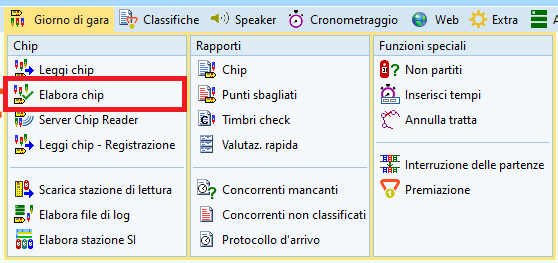 Giorno di gara Classifiche Speaker Cronometraggio Web Extra
Chip
Leggi chip
Elabora chip
Server Chip Reader
Leggi chip - Registrazione
Scarica stazione di lettura
Elabora file di log
Elabora stazione SI
Rapporti
Chip
Punti sbagliati
Timbri check
Valutaz. rapida
Concorrenti mancanti
Concorrenti non classificati
Protocollo d'arrivo
Funzioni speciali
Non partiti
Inserisci tempi
Annulla tratta
Interruzione delle partenze
Premiazione